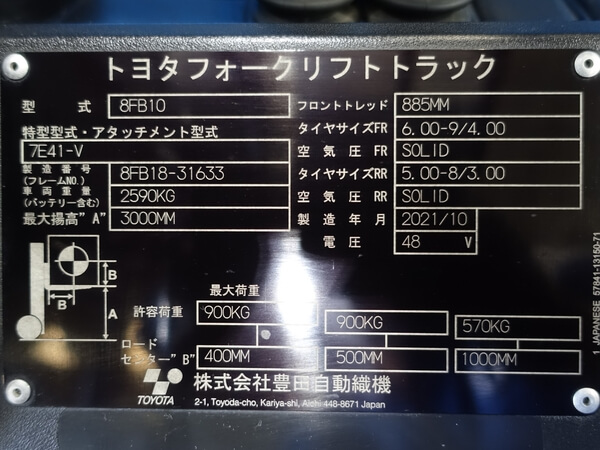 トヨタフォークリフトトラック
型式 8FB10 フロントトレッド 885MM
特型型式・アタッチメント型式 タイヤサイズFR 6.00-9/4.00
7E41-V 空気圧 FR SOLID
製造番号
(フレームNO.) 8FB18-31633 タイヤサイズRR 5.00-8/3.00
車両重量
(バッテリー含む) 2590KG 空気圧 RR SOLID
最大揚高"A" 3000MM 製造年月 2021/10
電圧 48 V
B
B
A
最大荷重
許容荷重 900KG 900KG 570KG
ロード
センター"B" 400MM 500MM 1000MM
TOYOTA 株式会社豊田自動織機
2-1, Toyoda-cho, Kariya-shi, Aichi 448-8671 Japan
1 JAPANESE 57841-13150-71